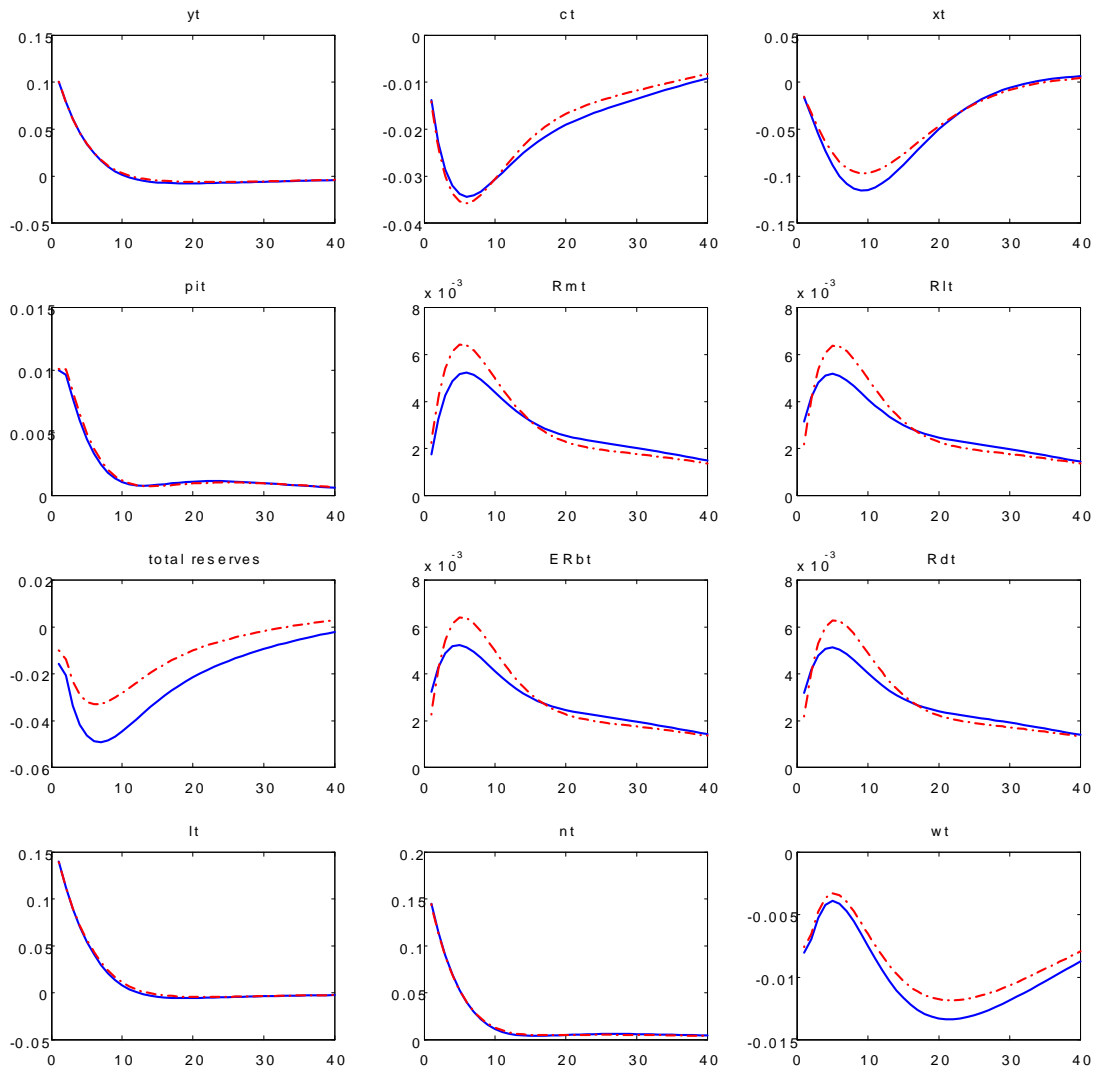 yt ct xt
0.15 0 0.05
0.1 -0.01 0
0.05 -0.02 -0.05
0 -0.03 -0.1
-0.05 -0.04 -0.15
0 10 20 30 40 0 10 20 30 40 0 10 20 30 40
pit Rmt Rlt
x 10^-3 x 10^-3
0.015 8 8
0.01 6 6
0.005 4 4
2 2
0 0 0
0 10 20 30 40 0 10 20 30 40 0 10 20 30 40
total reserves ERbt Rdt
x 10^-3 x 10^-3
0.02 8 8
0 6 6
-0.02 4 4
-0.04 2 2
-0.06 0 0
0 10 20 30 40 0 10 20 30 40 0 10 20 30 40
lt nt wt
0.15 0.2 0
0.1 0.15 -0.005
0.05 0.1 -0.01
0 0.05
-0.05 0 -0.015
0 10 20 30 40 0 10 20 30 40 0 10 20 30 40